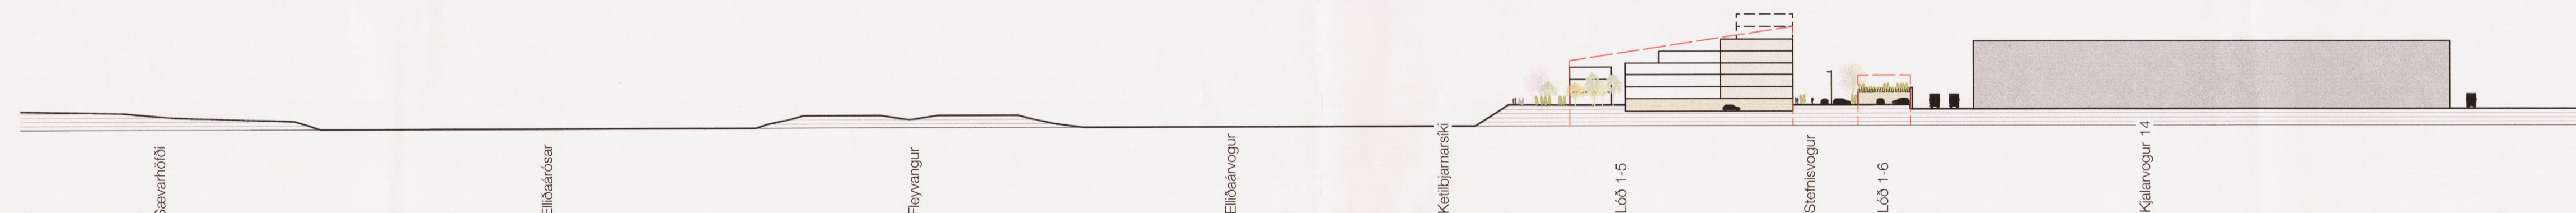 Sævarhöfði
Elliðaárósar
Fleyvangur
Elliðaárvogur
Ketilbjarnarsíki
Lóð 1-5
Stefnisvogur
Lóð 1-6
Kjalarvogur 14